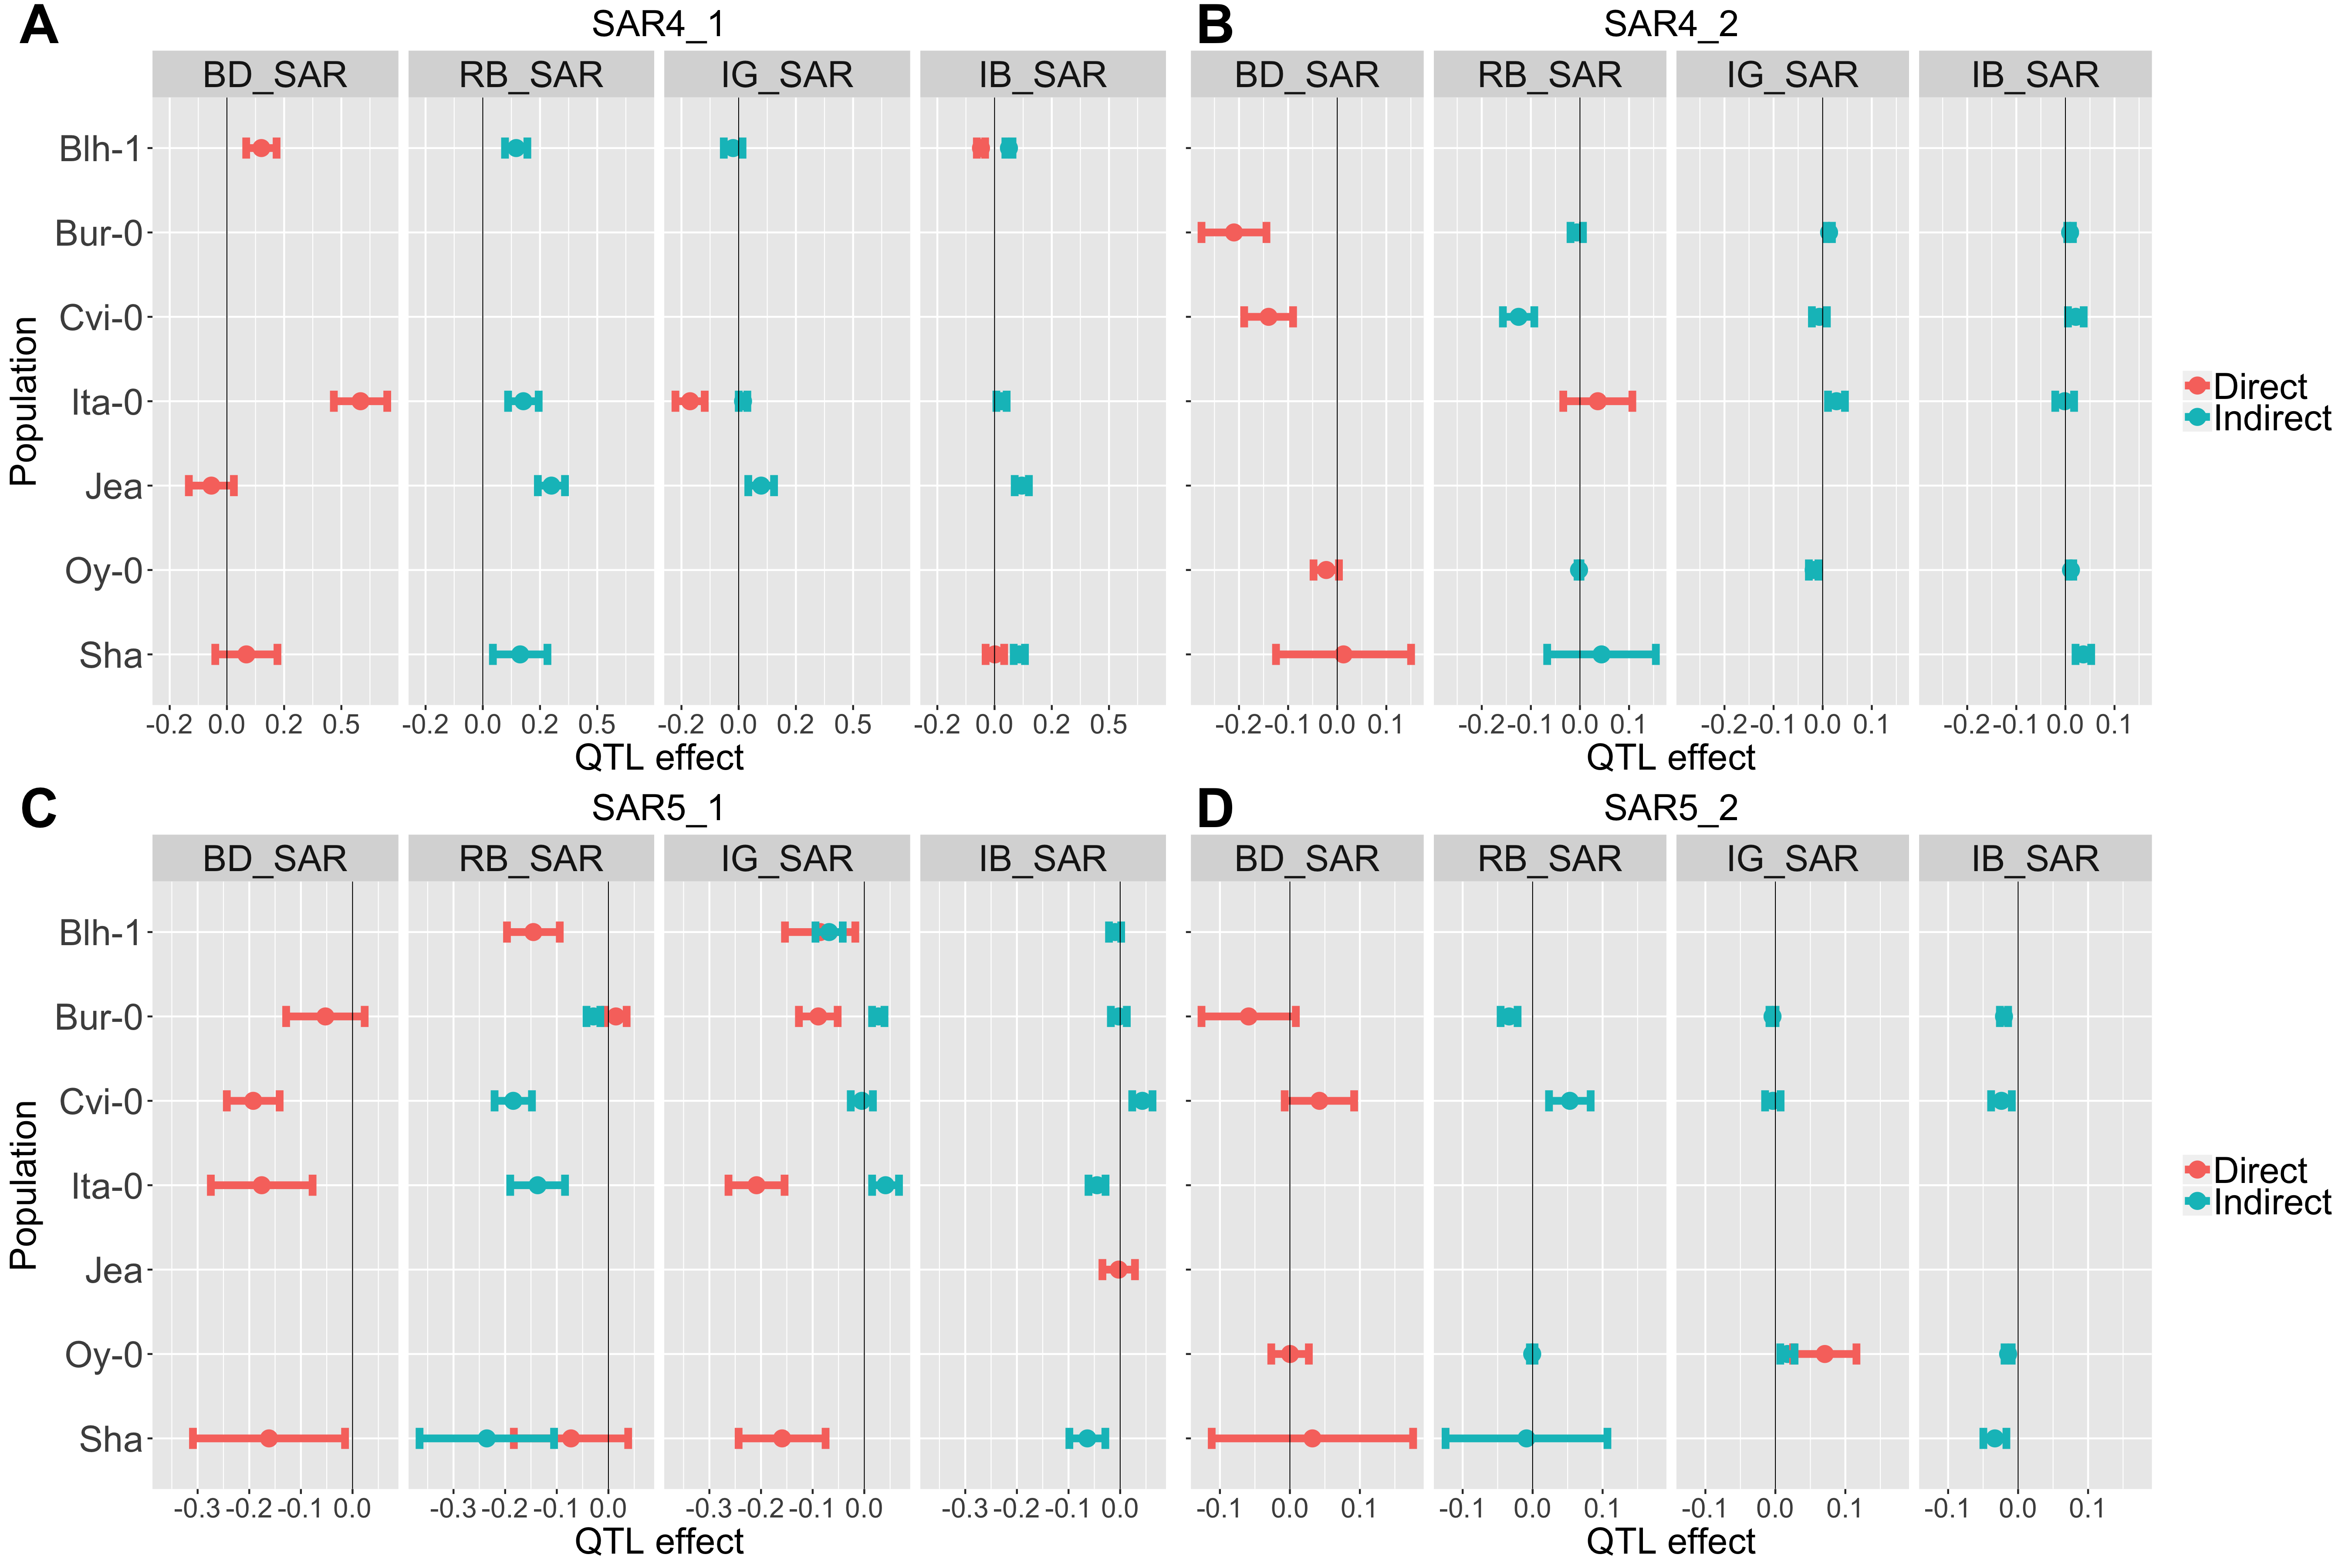 A SAR4_1 B SAR4_2
BD_SAR RB_SAR IG_SAR IB_SAR BD_SAR RB_SAR IG_SAR IB_SAR
Population
Blh-1
Bur-0
Cvi-0
Ita-0
Jea
Oy-0
Sha
Direct
Indirect
-0.2 0.0 0.2 0.5 -0.2 0.0 0.2 0.5 -0.2 0.0 0.2 0.5 -0.2 0.0 0.2 0.5 -0.2 -0.1 0.0 0.1 -0.2 -0.1 0.0 0.1 -0.2 -0.1 0.0 0.1 -0.2 -0.1 0.0 0.1
QTL effect QTL effect
C SAR5_1 D SAR5_2
BD_SAR RB_SAR IG_SAR IB_SAR BD_SAR RB_SAR IG_SAR IB_SAR
Population
Blh-1
Bur-0
Cvi-0
Ita-0
Jea
Oy-0
Sha
Direct
Indirect
-0.3 -0.2 -0.1 0.0 -0.3 -0.2 -0.1 0.0 -0.3 -0.2 -0.1 0.0 -0.3 -0.2 -0.1 0.0 -0.1 0.0 0.1 -0.1 0.0 0.1 -0.1 0.0 0.1 -0.1 0.0 0.1
QTL effect QTL effect